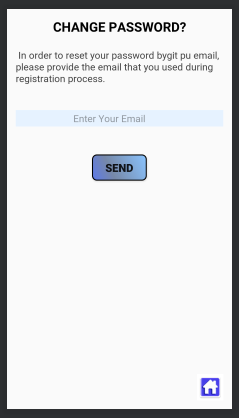 CHANGE PASSWORD?
In order to reset your password bygit pu email,
please provide the email that you used during
registration process.
Enter Your Email
SEND